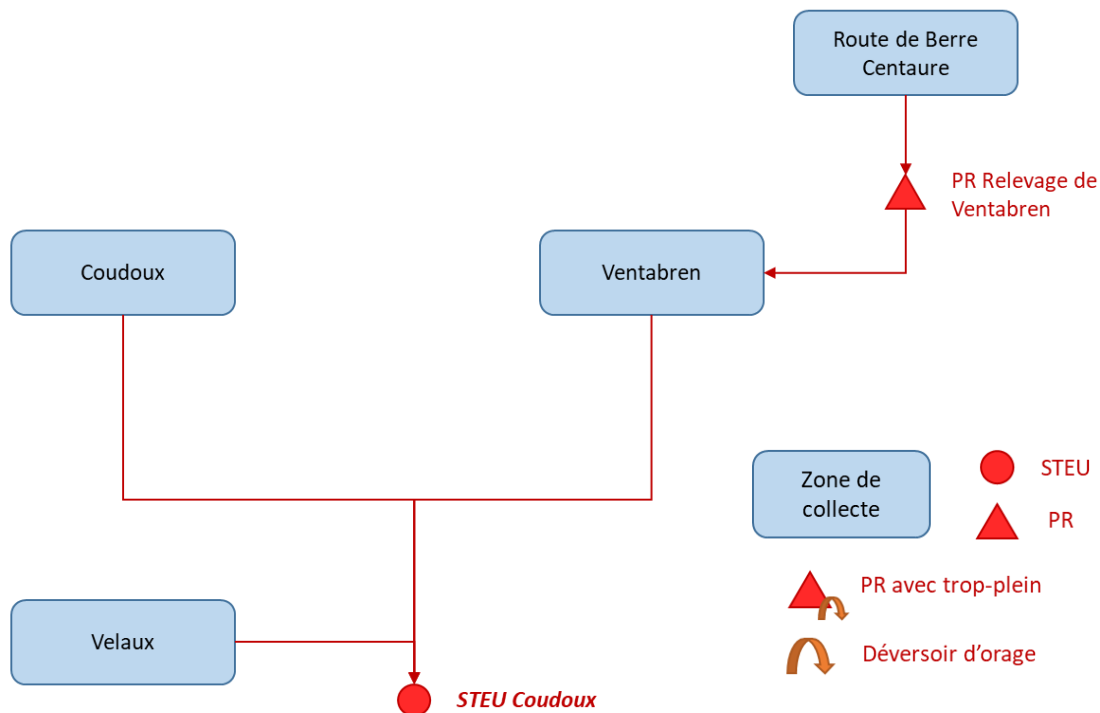 Route de Berre
Centaure
PR Relevage de
Ventabren
Coudoux
Ventabren
Zone de
collecte
STEU
PR
PR avec trop-plein
Velaux
Déversoir d'orage
STEU Coudoux